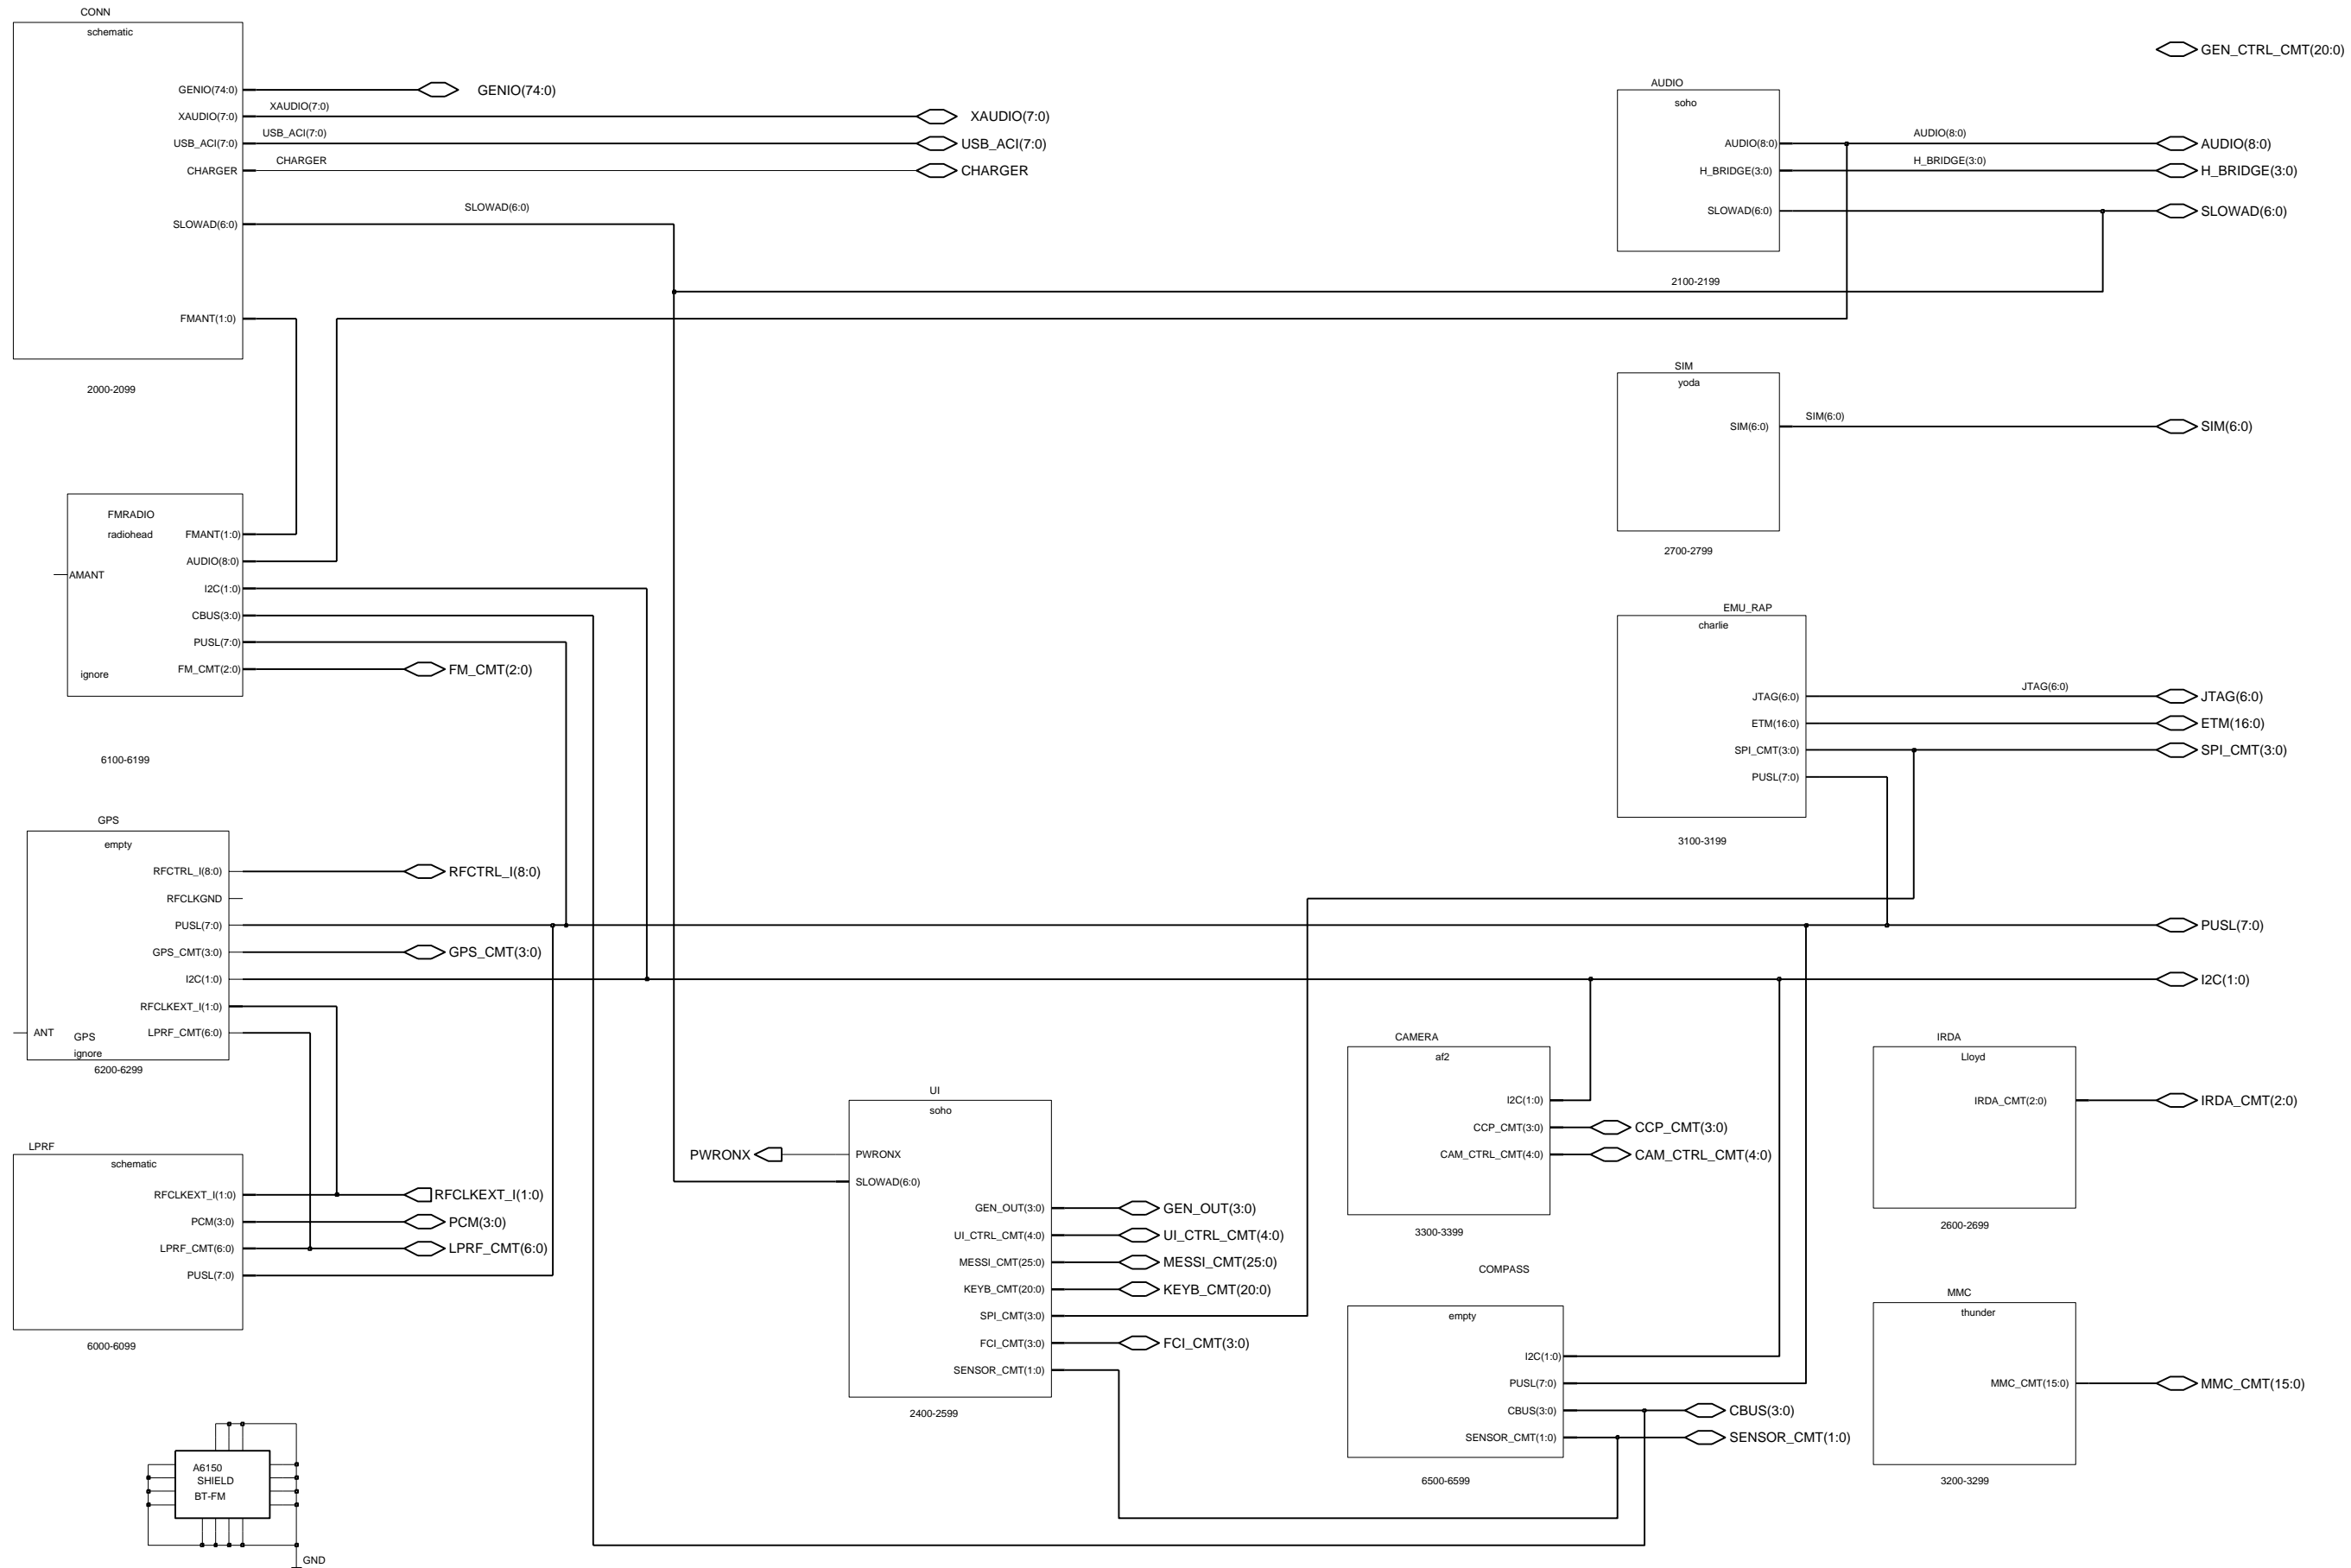 CONN
schematic
GENIO(74:0)
GENIO(74:0)
XAUDIO(7:0)
XAUDIO(7:0)
XAUDIO(7:0)
USB_ACI(7:0)
USB_ACI(7:0)
USB_ACI(7:0)
CHARGER
CHARGER
CHARGER
SLOWAD(6:0)
SLOWAD(6:0)
FMANT(1:0)
2000-2099
GEN_CTRL_CMT(20:0)
AUDIO
soho
AUDIO(8:0)
AUDIO(8:0)
AUDIO(8:0)
H_BRIDGE(3:0)
H_BRIDGE(3:0)
H_BRIDGE(3:0)
SLOWAD(6:0)
SLOWAD(6:0)
2100-2199
SIM
yoda
SIM(6:0)
SIM(6:0)
SIM(6:0)
2700-2799
FMRADIO
radiohead
FMANT(1:0)
AUDIO(8:0)
AMANT
I2C(1:0)
CBUS(3:0)
PUSL(7:0)
FM_CMT(2:0)
FM_CMT(2:0)
ignore
6100-6199
EMU_RAP
charlie
JTAG(6:0)
JTAG(6:0)
JTAG(6:0)
ETM(16:0)
ETM(16:0)
SPI_CMT(3:0)
SPI_CMT(3:0)
PUSL(7:0)
3100-3199
GPS
empty
RFCTRL_I(8:0)
RFCTRL_I(8:0)
RFCLKGND
PUSL(7:0)
PUSL(7:0)
GPS_CMT(3:0)
GPS_CMT(3:0)
I2C(1:0)
I2C(1:0)
RFCLKEXT_I(1:0)
ANT
LPRF_CMT(6:0)
GPS
ignore
6200-6299
LPRF
schematic
RFCLKEXT_I(1:0)
RFCLKEXT_I(1:0)
PCM(3:0)
PCM(3:0)
LPRF_CMT(6:0)
LPRF_CMT(6:0)
PUSL(7:0)
6000-6099
UI
soho
PWRONX
PWRONX
SLOWAD(6:0)
GEN_OUT(3:0)
GEN_OUT(3:0)
UI_CTRL_CMT(4:0)
UI_CTRL_CMT(4:0)
MESSI_CMT(25:0)
MESSI_CMT(25:0)
KEYB_CMT(20:0)
KEYB_CMT(20:0)
SPI_CMT(3:0)
FCI_CMT(3:0)
FCI_CMT(3:0)
SENSOR_CMT(1:0)
2400-2599
CAMERA
af2
I2C(1:0)
CCP_CMT(3:0)
CCP_CMT(3:0)
CAM_CTRL_CMT(4:0)
CAM_CTRL_CMT(4:0)
3300-3399
IRDA
Lloyd
IRDA_CMT(2:0)
IRDA_CMT(2:0)
2600-2699
COMPASS
empty
I2C(1:0)
PUSL(7:0)
CBUS(3:0)
CBUS(3:0)
SENSOR_CMT(1:0)
SENSOR_CMT(1:0)
6500-6599
MMC
thunder
MMC_CMT(15:0)
MMC_CMT(15:0)
3200-3299
A6150
SHIELD
BT-FM
GND